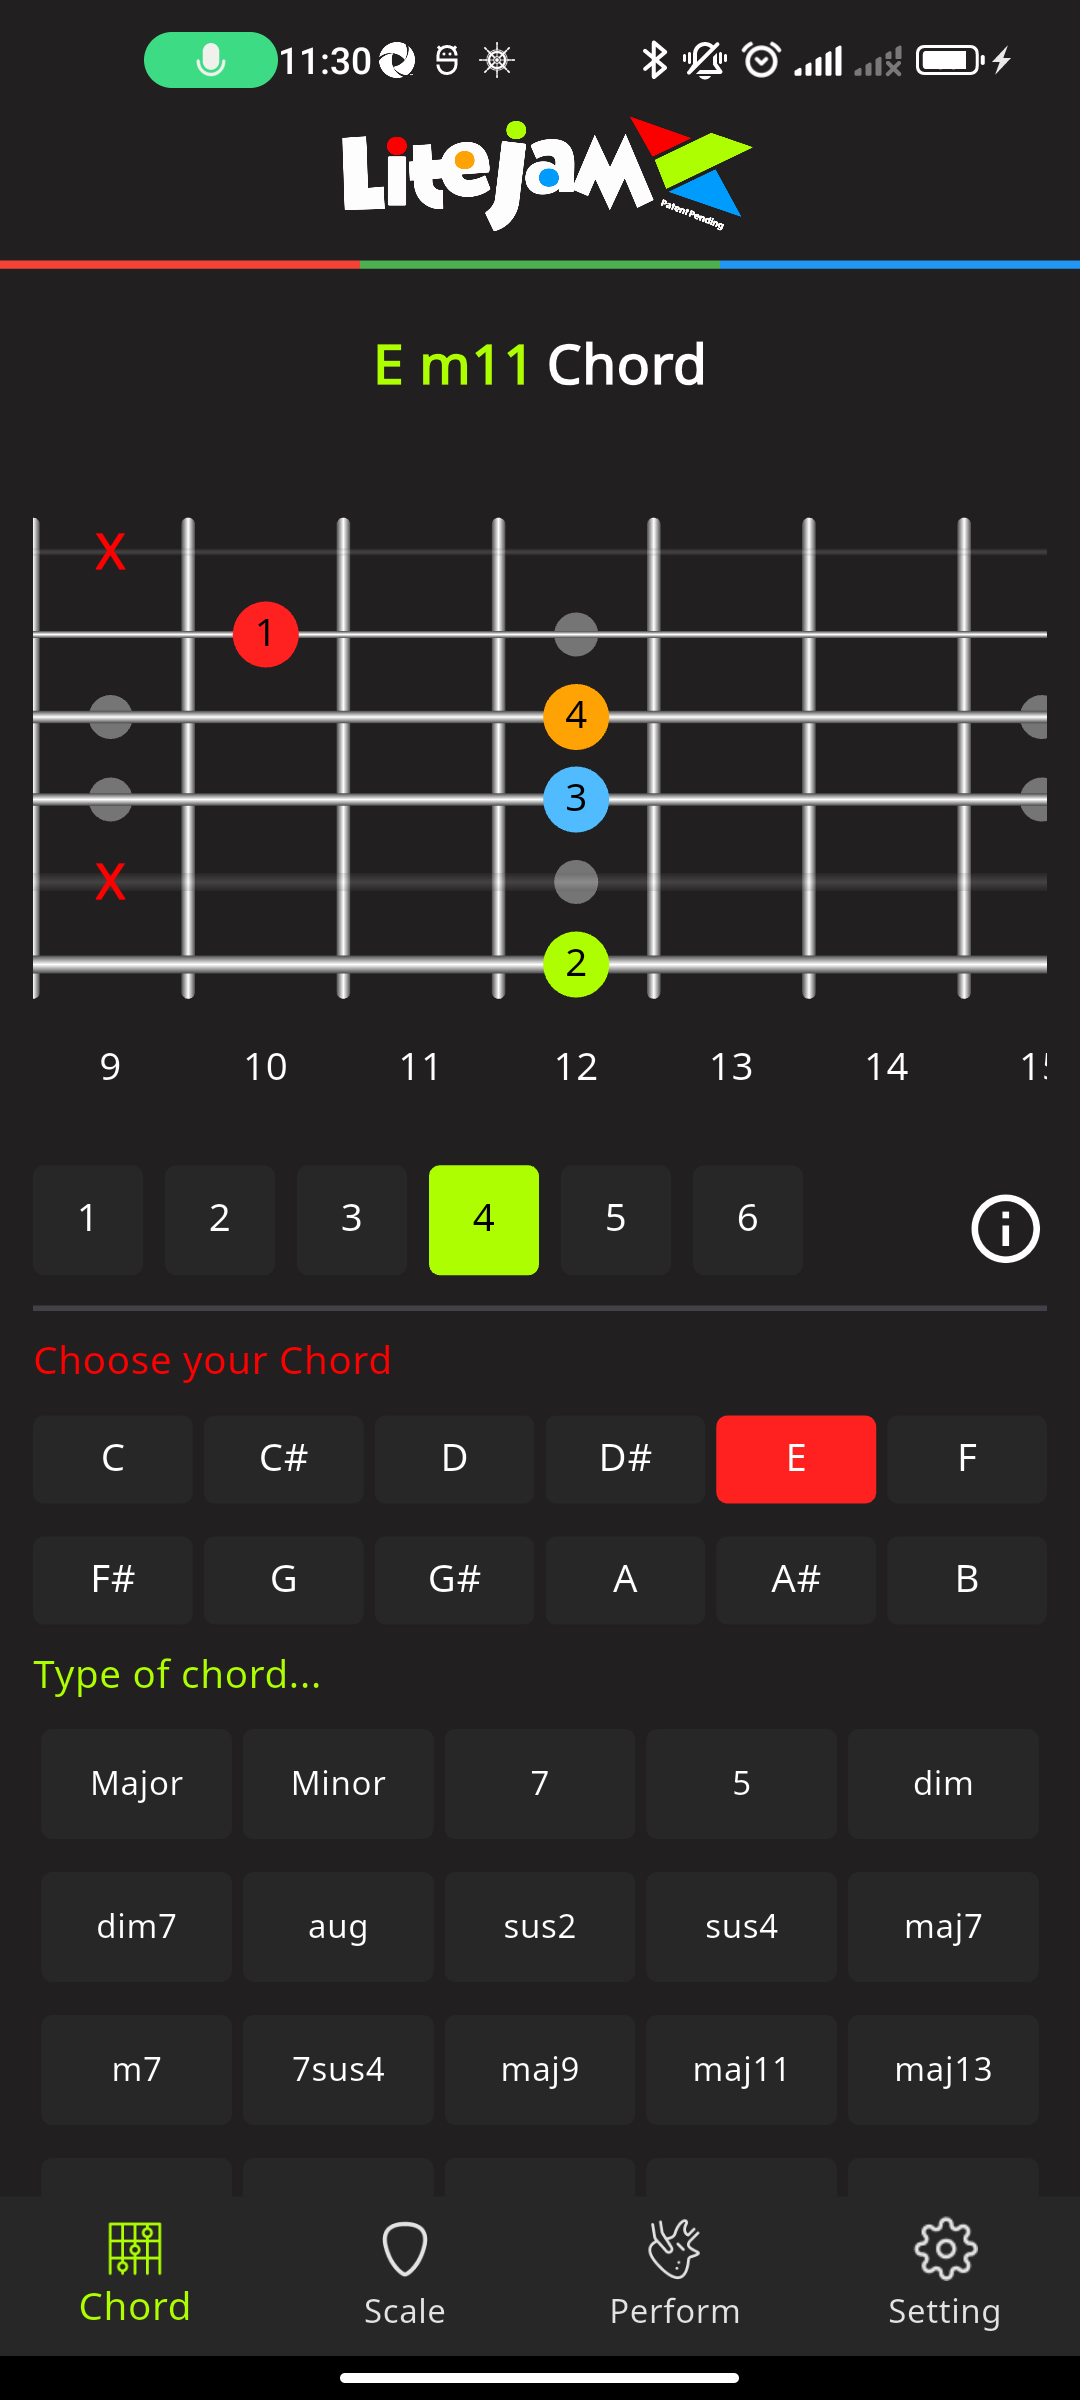 11:30
Litejam
Patent Pending
E m11 Chord
X
1
4
3
X
2
9 10 11 12 13 14 15
1 2 3 4 5 6
Choose your Chord
C C# D D# E F
F# G G# A A# B
Type of chord...
Major Minor 7 5 dim
dim7 aug sus2 sus4 maj7
m7 7sus4 maj9 maj11 maj13
Chord Scale Perform Setting